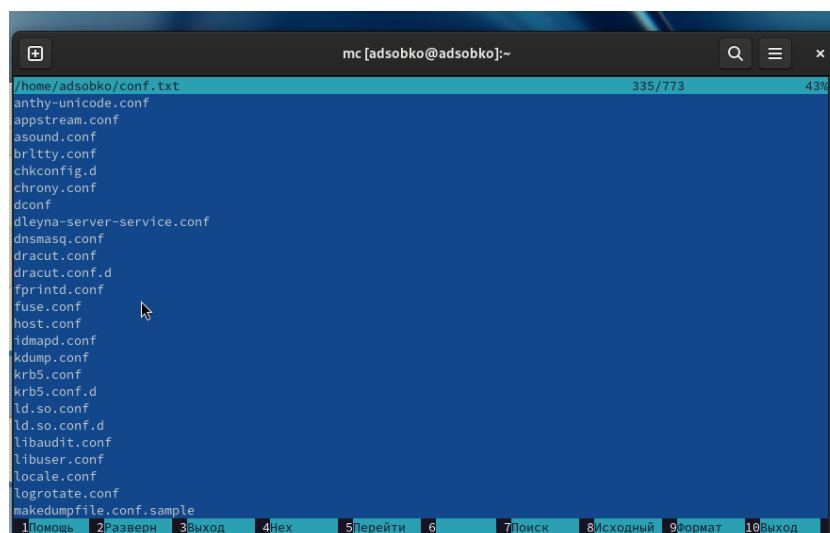 mc [adsobko@adsobko]:~
/home/adsobko/conf.txt 335/773 43%
anthy-unicode.conf
appstream.conf
asound.conf
brltty.conf
chkconfig.d
chrony.conf
dconf
dleyna-server-service.conf
dnsmasq.conf
dracut.conf
dracut.conf.d
fprintd.conf
fuse.conf
host.conf
idmapd.conf
kdump.conf
krb5.conf
krb5.conf.d
ld.so.conf
ld.so.conf.d
libaudit.conf
libuser.conf
locale.conf
logrotate.conf
makedumpfile.conf.sample
1Помощь 2Разверн 3Выход 4Hex 5Перейти 6 7Поиск 8Исходный 9Формат 10Выход